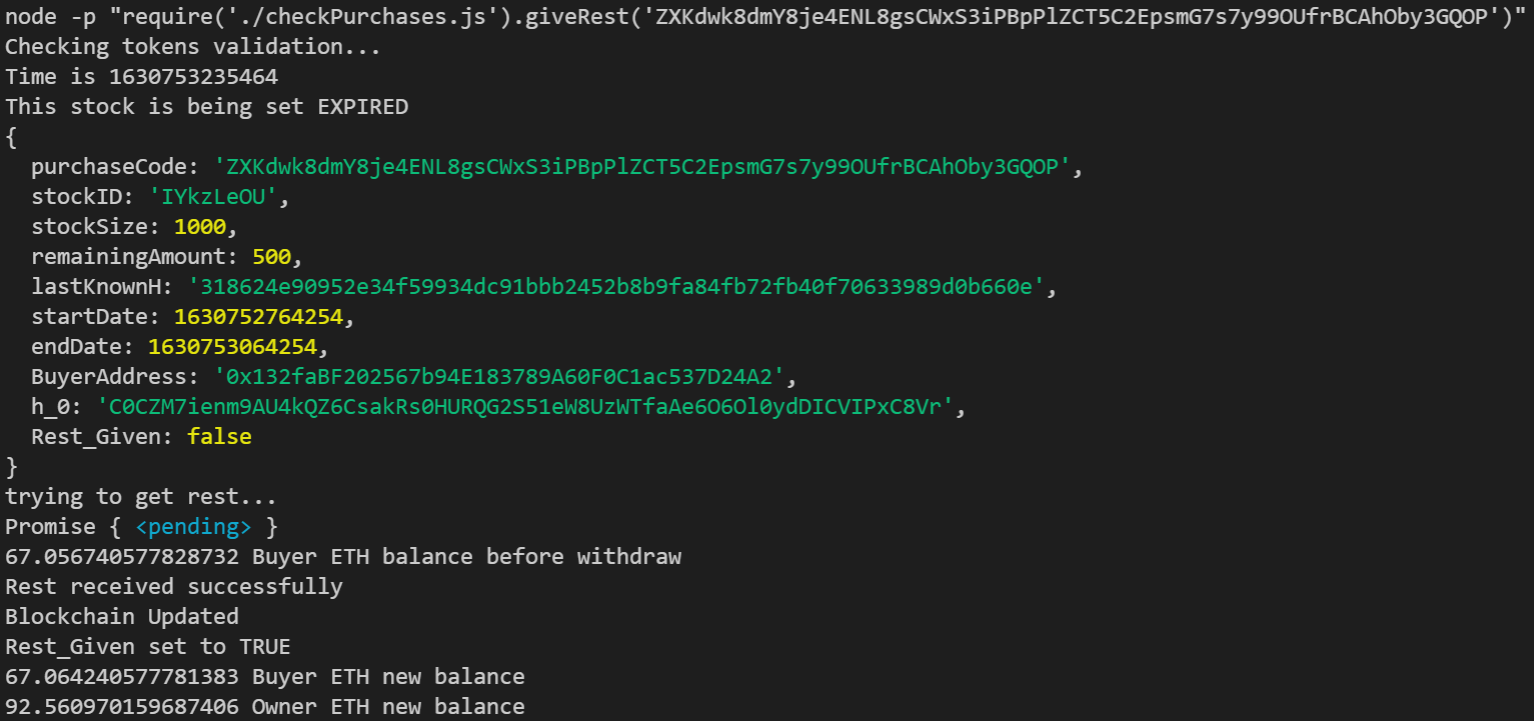 node -p "require('./checkPurchases.js').giveRest('ZXKdwk8dmY8je4ENL8gsCWxS3iPBpPlZCT5C2EpsmG7s7y99OUfrBCAhOby3GQOP')"
Checking tokens validation...
Time is 1630753235464
This stock is being set EXPIRED
{
  purchaseCode: 'ZXKdwk8dmY8je4ENL8gsCWxS3iPBpPlZCT5C2EpsmG7s7y99OUfrBCAhOby3GQOP',
  stockID: 'IYkzLeOU',
  stockSize: 1000,
  remainingAmount: 500,
  lastKnownH: '318624e90952e34f59934dc91bbb2452b8b9fa84fb72fb40f70633989d0b660e',
  startDate: 1630752764254,
  endDate: 1630753064254,
  BuyerAddress: '0x132faBF202567b94E183789A60F0C1ac537D24A2',
  h_0: 'C0CZM7ienm9AU4kQZ6CsakRs0HURQG2S51eW8UzWTfaAe6O6Ol0ydDICVIPxC8Vr',
  Rest_Given: false
}
trying to get rest...
Promise { <pending> }
67.056740577828732 Buyer ETH balance before withdraw
Rest received successfully
Blockchain Updated
Rest_Given set to TRUE
67.064240577781383 Buyer ETH new balance
92.560970159687406 Owner ETH new balance